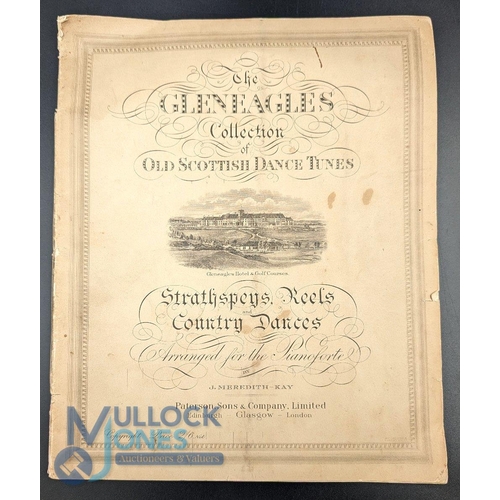 The
GLENEAGLES
Collection
of
OLD SCOTTISH DANCE TUNES
Gleneagles Hotel & Golf Courses.
Strathspeys, Reels
and
Country Dances
Arranged for the Pianoforte
BY
J. MEREDITH-KAY
Paterson, Sons & Company, Limited
Edinburgh - Glasgow - London
MULLOCK
JONES
Auctioneers & Valuers